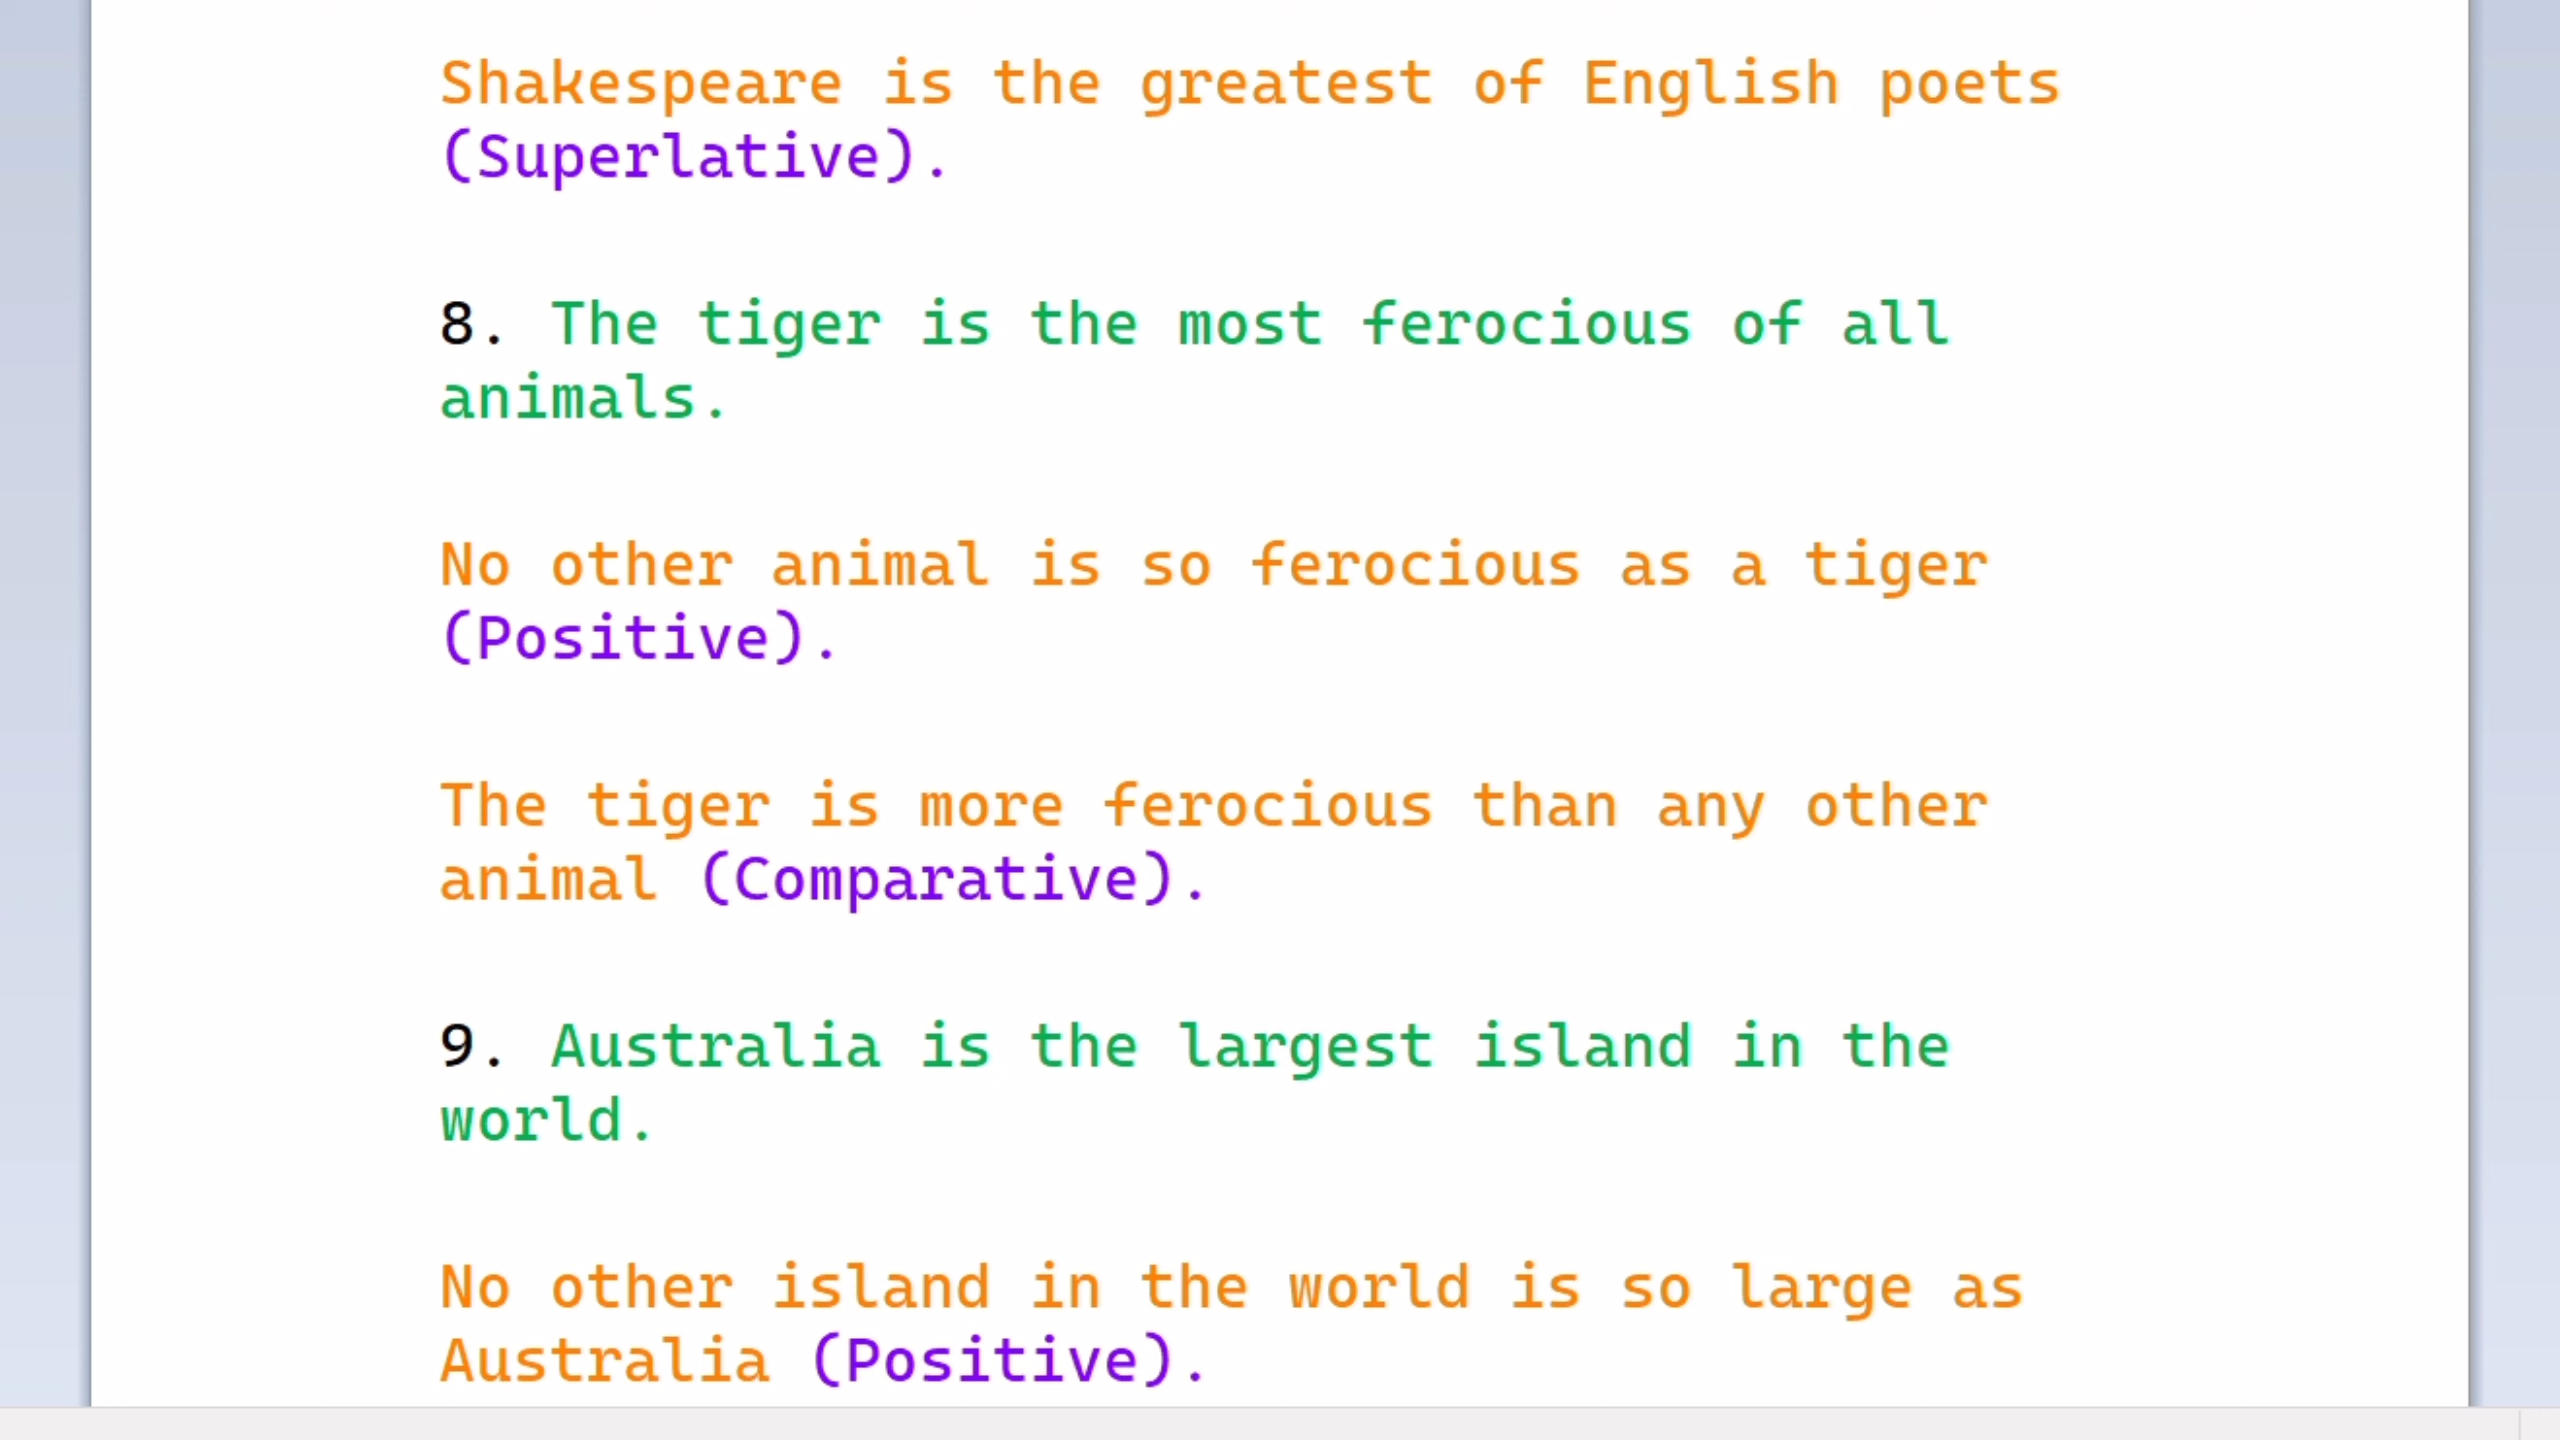 Shakespeare is the greatest of English poets
(Superlative).
8. The tiger is the most ferocious of all
animals.
No other animal is so ferocious as a tiger
(Positive).
The tiger is more ferocious than any other
animal (Comparative).
9. Australia is the largest island in the
world.
No other island in the world is so large as
Australia (Positive).